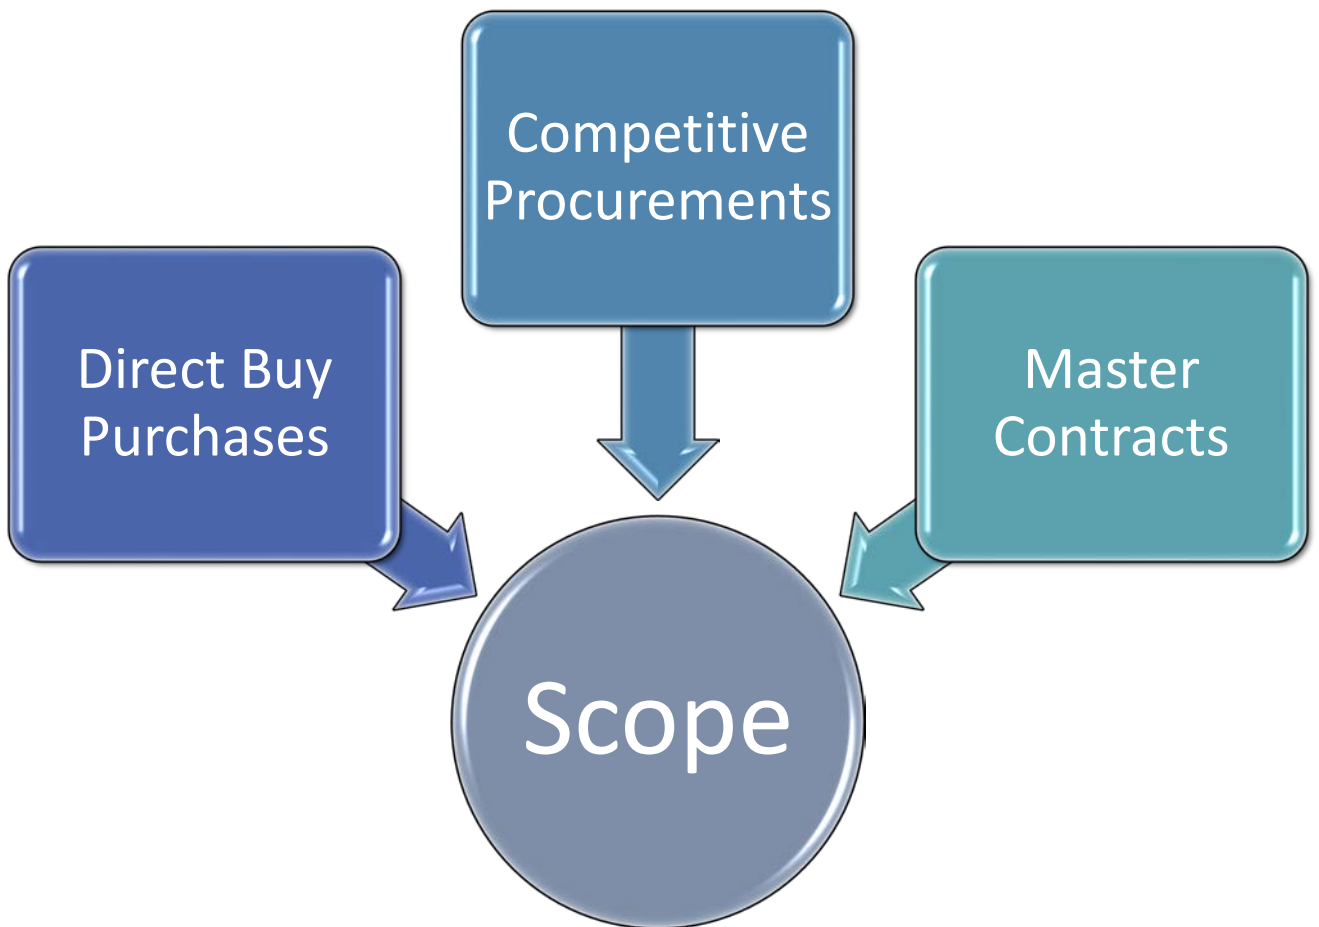 Competitive
Procurements
Direct Buy
Purchases
Master
Contracts
Scope